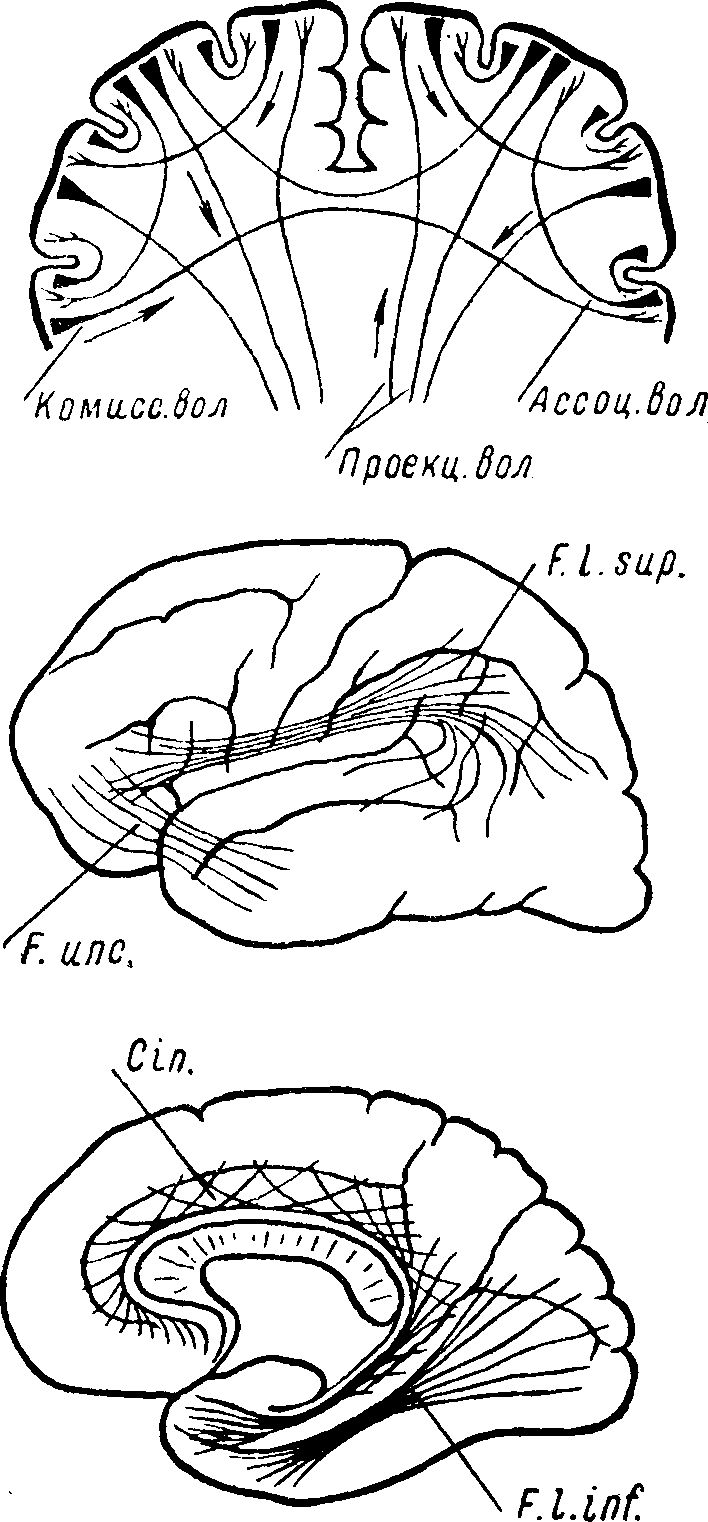 Комисс.вол
Ассоц.вол
Проекц.вол
F. l. sup.
F. unc.
Cin.
F. l. inf.